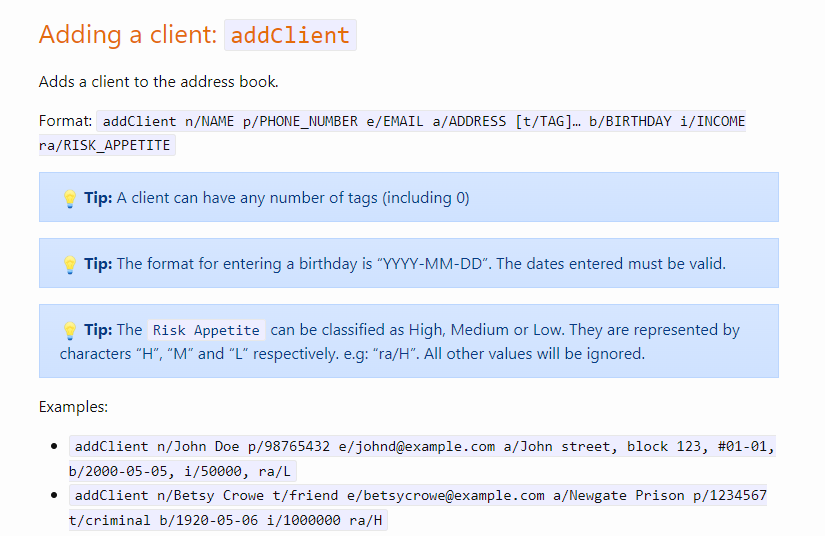 Adding a client: addClient
Adds a client to the address book.
Format: addClient n/NAME p/PHONE_NUMBER e/EMAIL a/ADDRESS [t/TAG]… b/BIRTHDAY i/INCOME
ra/RISK_APPETITE
💡 Tip: A client can have any number of tags (including 0)
💡 Tip: The format for entering a birthday is “YYYY-MM-DD”. The dates entered must be valid.
💡 Tip: The Risk Appetite can be classified as High, Medium or Low. They are represented by
characters “H”, “M” and “L” respectively. e.g: “ra/H”. All other values will be ignored.
Examples:
• addClient n/John Doe p/98765432 e/johnd@example.com a/John street, block 123, #01-01,
b/2000-05-05, i/50000, ra/L
• addClient n/Betsy Crowe t/friend e/betsycrowe@example.com a/Newgate Prison p/1234567
t/criminal b/1920-05-06 i/1000000 ra/H